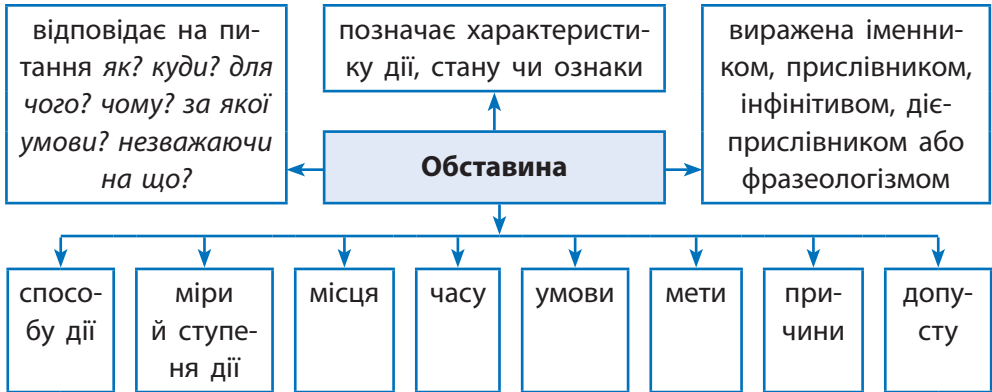 відповідає на пи-
тання як? куди? для
чого? чому? за якої
умови? незважаючи
на що?
позначає характеристи-
ку дії, стану чи ознаки
виражена іменни-
ком, прислівником,
інфінітивом, діє-
прислівником або
фразеологізмом
Обставина
спосо-
бу дії
міри
й ступе-
ня дії
місця
часу
умови
мети
при-
чини
допу-
сту